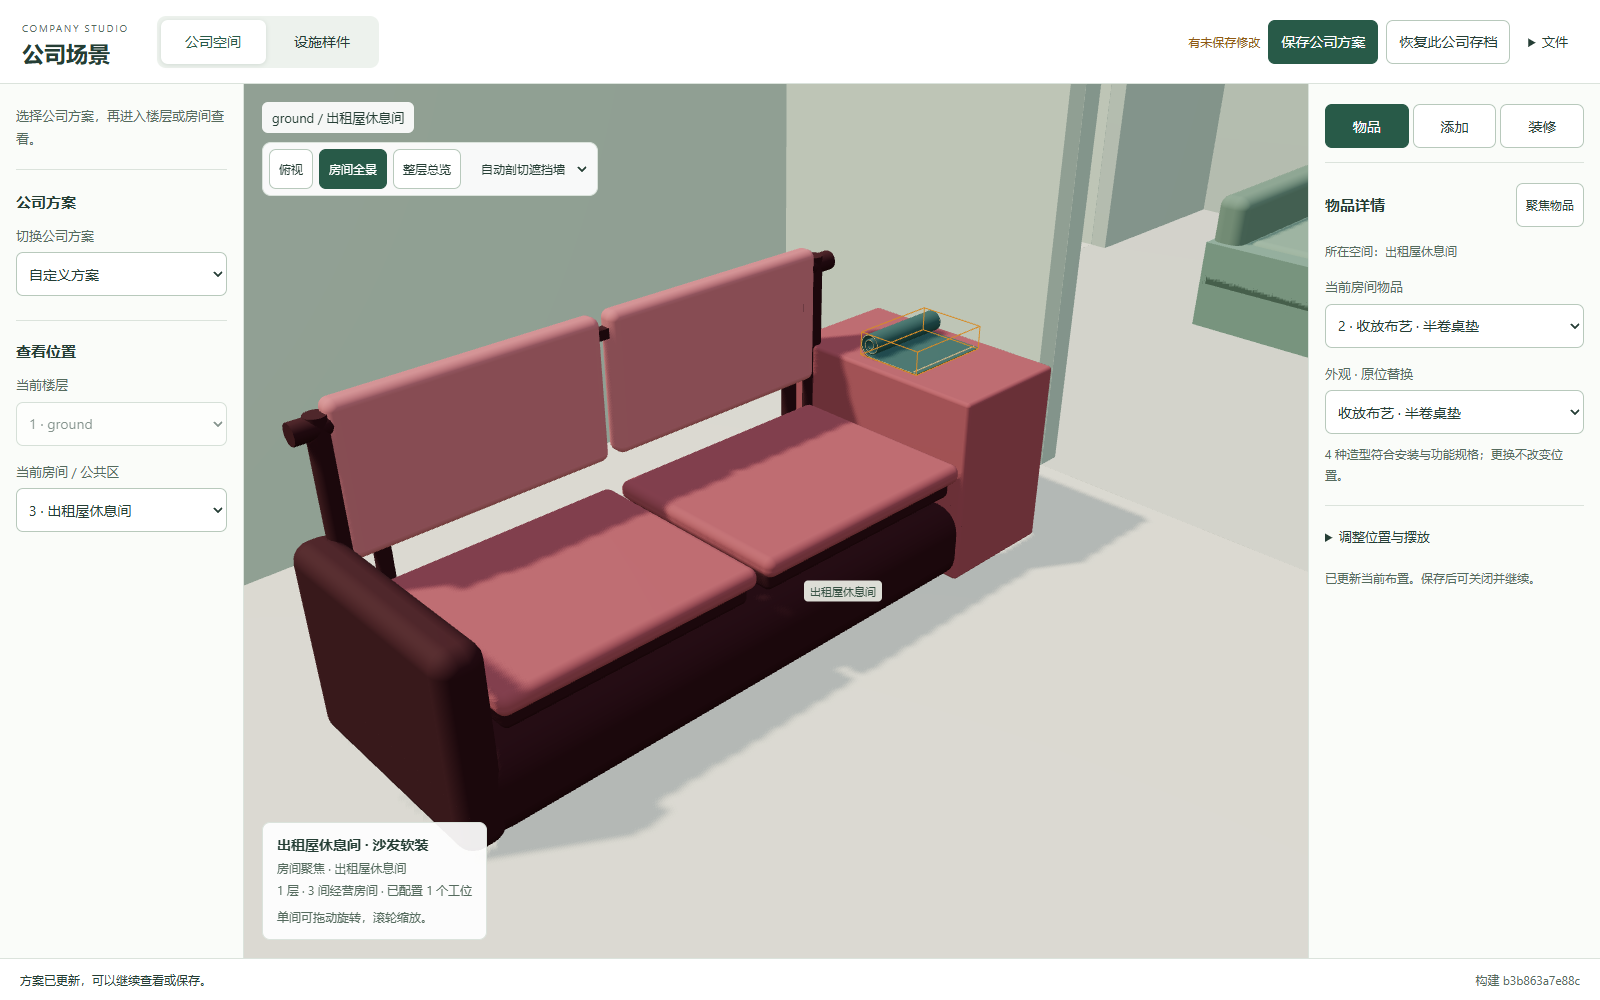 COMPANY STUDIO
公司场景
公司空间
设施样件
有未保存修改
保存公司方案
恢复此公司存档
文件
选择公司方案，再进入楼层或房间查
看。
公司方案
切换公司方案
自定义方案
查看位置
当前楼层
1 · ground
当前房间 / 公共区
3 · 出租屋休息间
ground / 出租屋休息间
俯视
房间全景
整层总览
自动剖切遮挡墙
出租屋休息间
出租屋休息间 · 沙发软装
房间聚焦 · 出租屋休息间
1 层 · 3 间经营房间 · 已配置 1 个工位
单间可拖动旋转，滚轮缩放。
物品
添加
装修
物品详情
聚焦物品
所在空间：出租屋休息间
当前房间物品
2 · 收放布艺 · 半卷桌垫
外观 · 原位替换
收放布艺 · 半卷桌垫
4 种造型符合安装与功能规格；更换不改变位
置。
调整位置与摆放
已更新当前布置。保存后可关闭并继续。
方案已更新，可以继续查看或保存。
构建 b3b863a7e88c